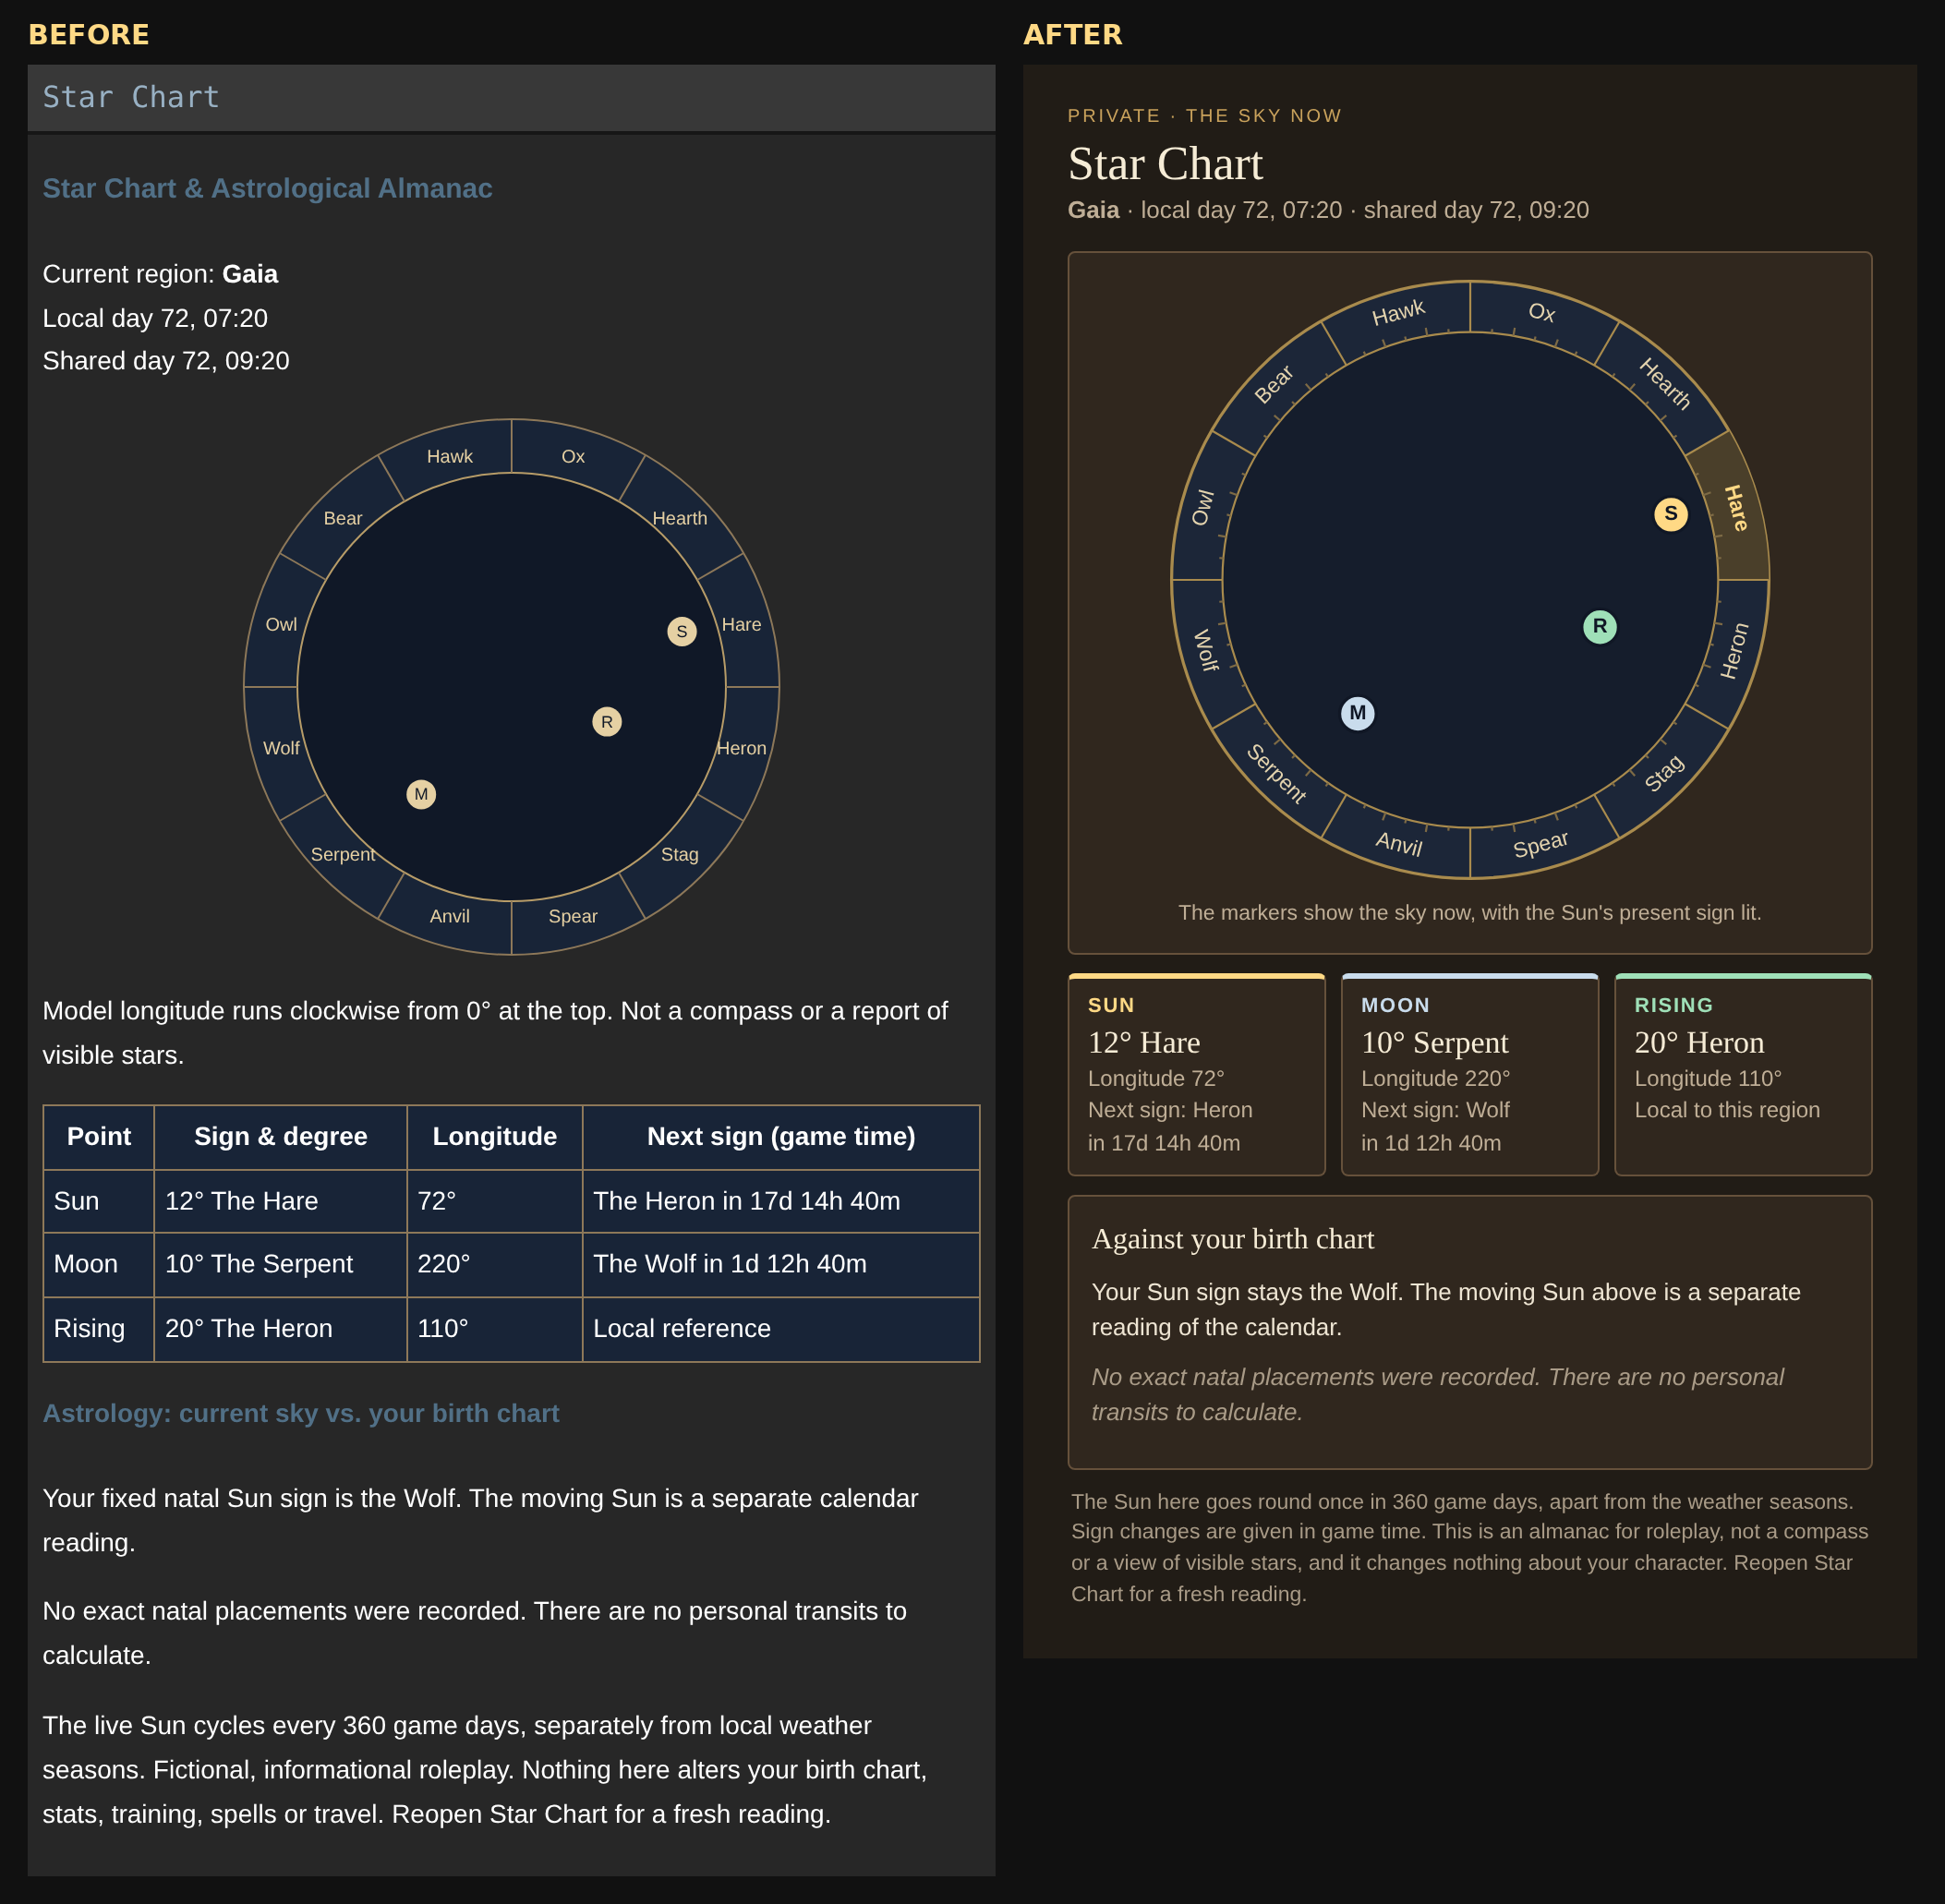 BEFORE
Star Chart
Star Chart & Astrological Almanac
Current region: Gaia
Local day 72, 07:20
Shared day 72, 09:20
Hawk
Ox
Bear
Hearth
Owl
Hare
S
R
Wolf
Heron
M
Serpent
Stag
Anvil
Spear
Model longitude runs clockwise from 0° at the top. Not a compass or a report of
visible stars.
Point Sign & degree Longitude Next sign (game time)
Sun 12° The Hare 72° The Heron in 17d 14h 40m
Moon 10° The Serpent 220° The Wolf in 1d 12h 40m
Rising 20° The Heron 110° Local reference
Astrology: current sky vs. your birth chart
Your fixed natal Sun sign is the Wolf. The moving Sun is a separate calendar
reading.
No exact natal placements were recorded. There are no personal transits to
calculate.
The live Sun cycles every 360 game days, separately from local weather
seasons. Fictional, informational roleplay. Nothing here alters your birth chart,
stats, training, spells or travel. Reopen Star Chart for a fresh reading.
AFTER
PRIVATE · THE SKY NOW
Star Chart
Gaia · local day 72, 07:20 · shared day 72, 09:20
Hawk
Ox
Bear
Hearth
Owl
Hare
S
R
Wolf
Heron
M
Serpent
Stag
Anvil
Spear
The markers show the sky now, with the Sun's present sign lit.
SUN
12° Hare
Longitude 72°
Next sign: Heron
in 17d 14h 40m
MOON
10° Serpent
Longitude 220°
Next sign: Wolf
in 1d 12h 40m
RISING
20° Heron
Longitude 110°
Local to this region
Against your birth chart
Your Sun sign stays the Wolf. The moving Sun above is a separate
reading of the calendar.
No exact natal placements were recorded. There are no personal
transits to calculate.
The Sun here goes round once in 360 game days, apart from the weather seasons.
Sign changes are given in game time. This is an almanac for roleplay, not a compass
or a view of visible stars, and it changes nothing about your character. Reopen Star
Chart for a fresh reading.